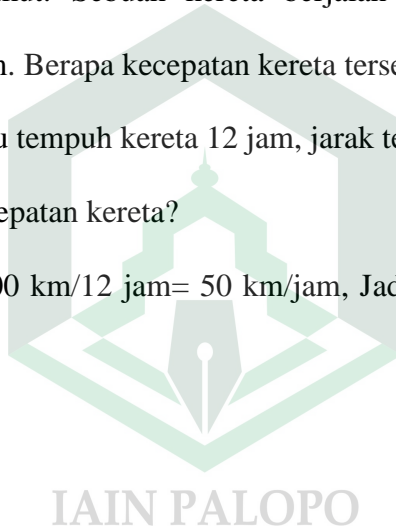 Sebuah kereta berjalan
Berapa kecepatan kereta
tempuh kereta 12 jam, jarak
kereta?
km/12 jam= 50 km/jam,
IAIN PALOPO